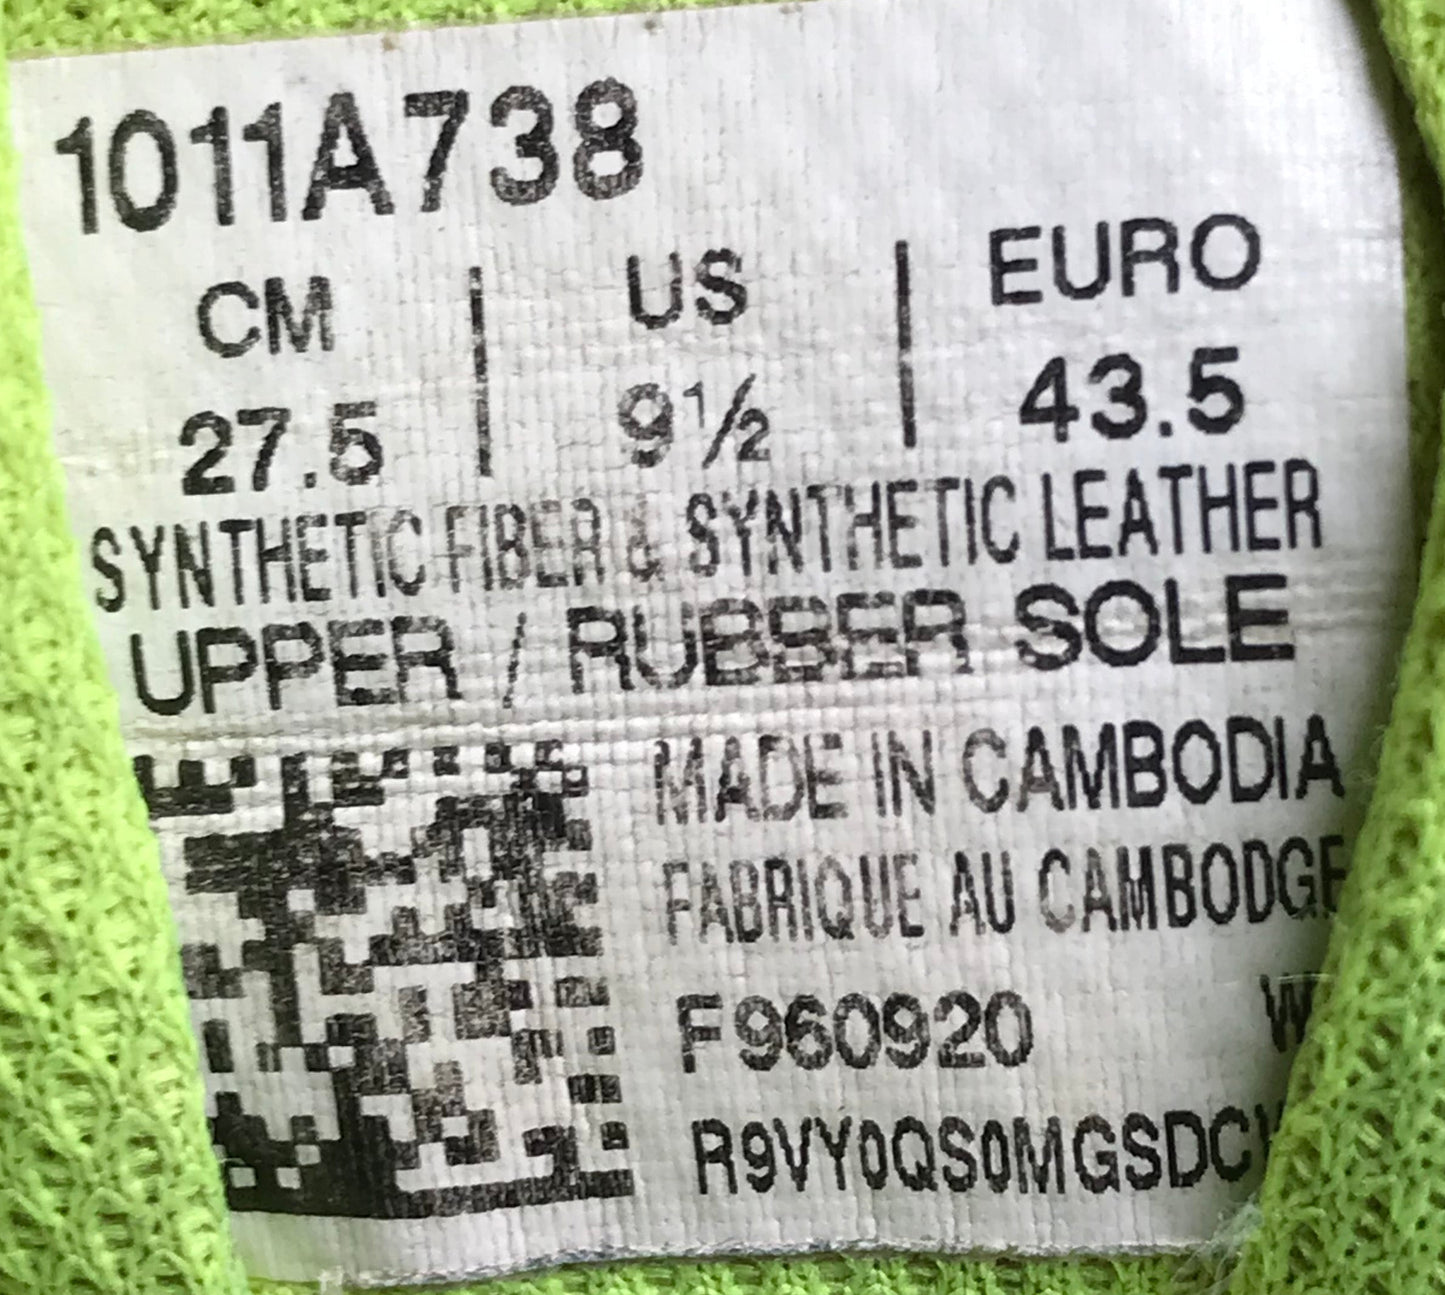 1011A738
CM | US | EURO
27.5 | 9½ | 43.5
SYNTHETIC FIBER & SYNTHETIC LEATHER
UPPER / RUBBER SOLE
MADE IN CAMBODIA
FABRIQUE AU CAMBODGE
F960920